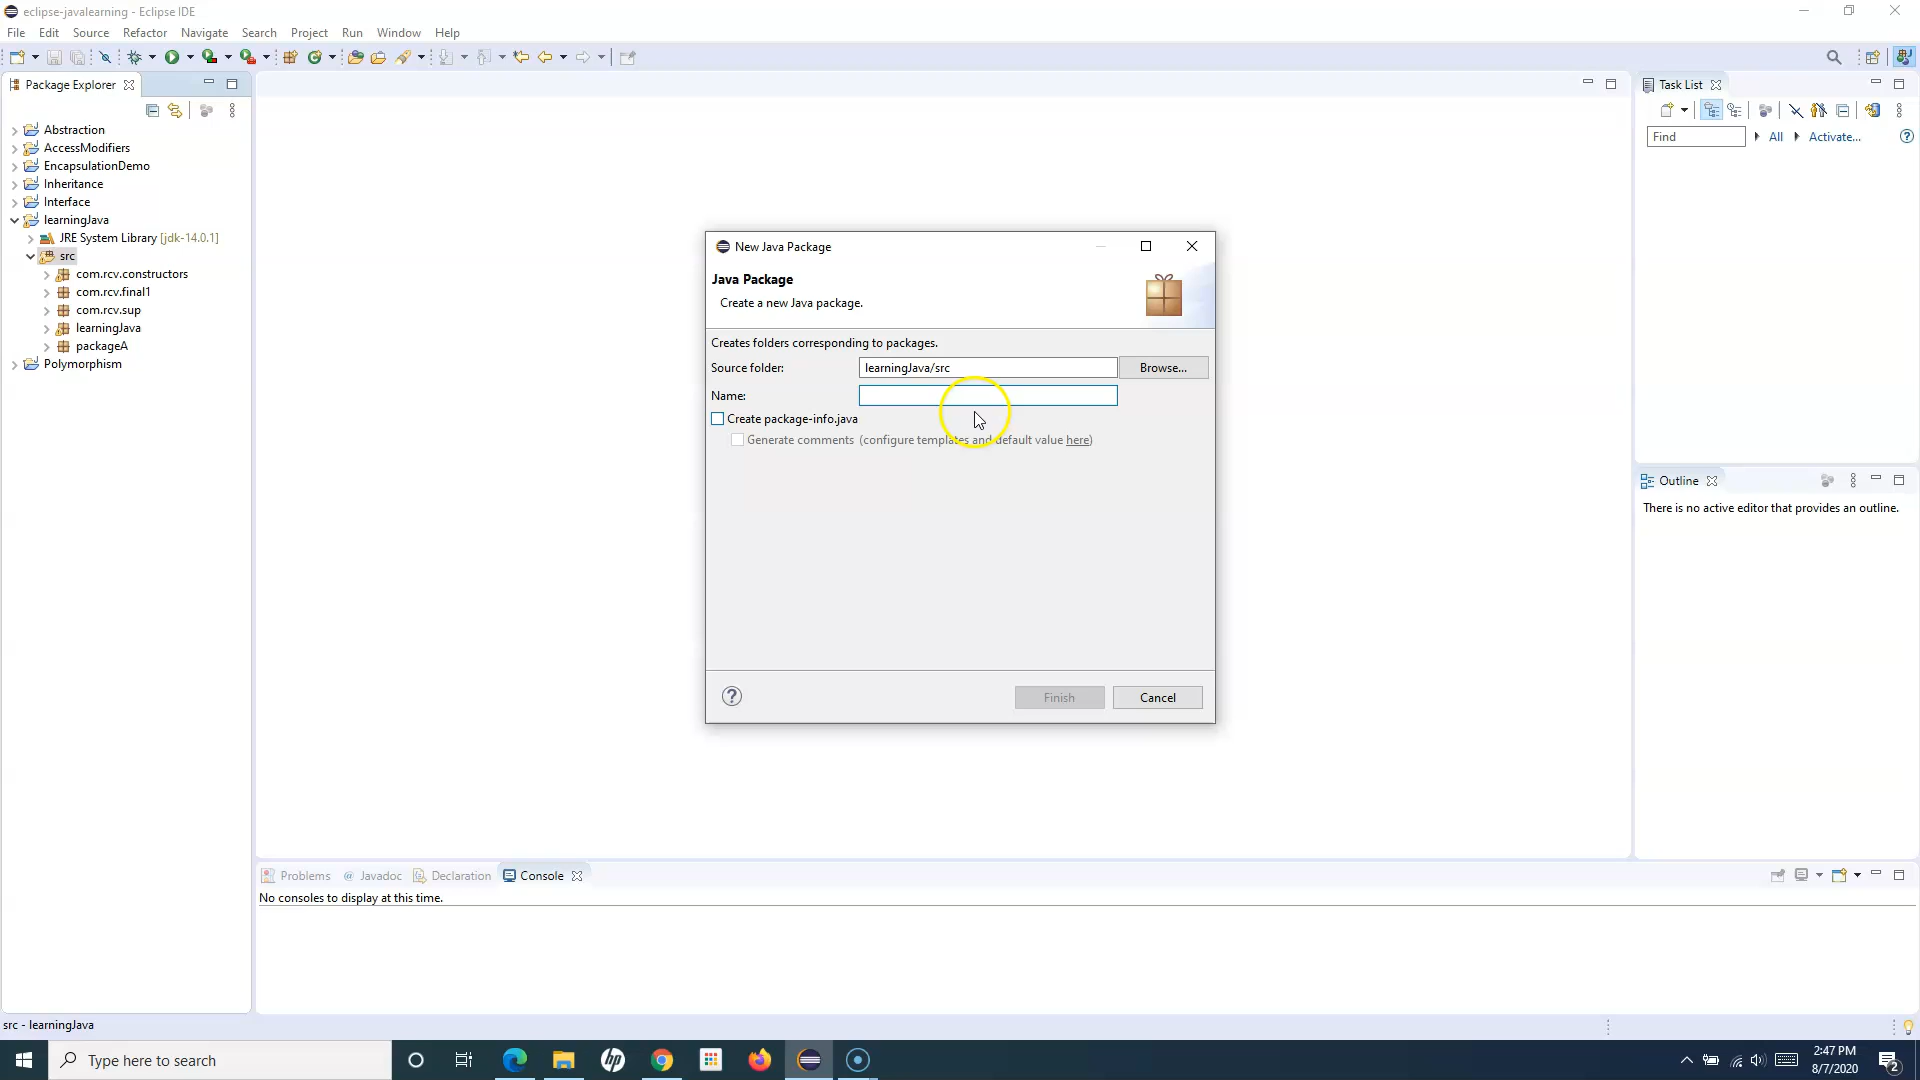 eclipse-javalearning - Eclipse IDE
File Edit Source Refactor Navigate Search Project Run Window Help
Package Explorer
Abstraction
AccessModifiers
EncapsulationDemo
Inheritance
Interface
learningJava
JRE System Library [jdk-14.0.1]
src
com.rcv.constructors
com.rcv.final1
com.rcv.sup
learningJava
packageA
Polymorphism
New Java Package
Java Package
Create a new Java package.
Creates folders corresponding to packages.
Source folder: learningJava/src Browse...
Name:
Create package-info.java
Generate comments (configure templates and default value here)
? Finish Cancel
Task List
Find All Activate... ?
Outline
There is no active editor that provides an outline.
Problems @ Javadoc Declaration Console
No consoles to display at this time.
src - learningJava
Type here to search
hp
2:47 PM
8/7/2020
2